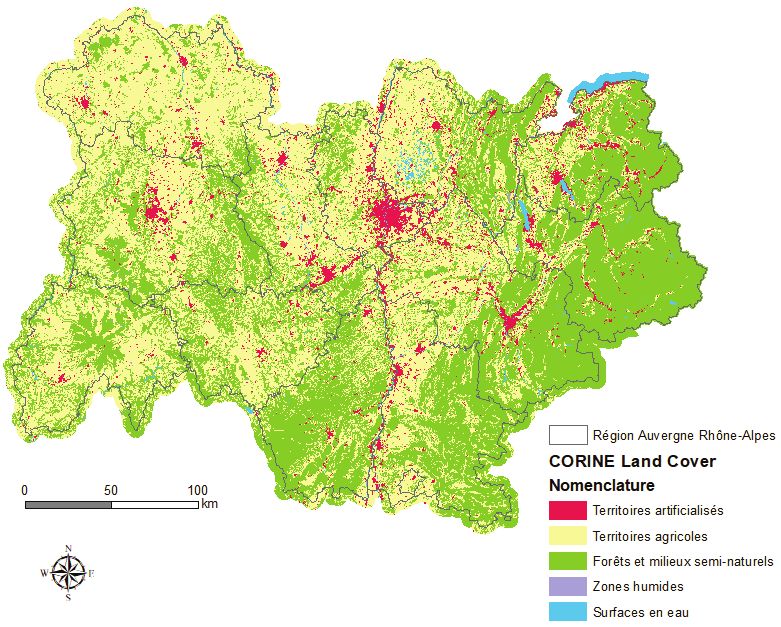 Région Auvergne Rhône-Alpes
CORINE Land Cover
Nomenclature
Territoires artificialisés
Territoires agricoles
Forêts et milieux semi-naturels
Zones humides
Surfaces en eau
0 50 100
km
N
W E
S